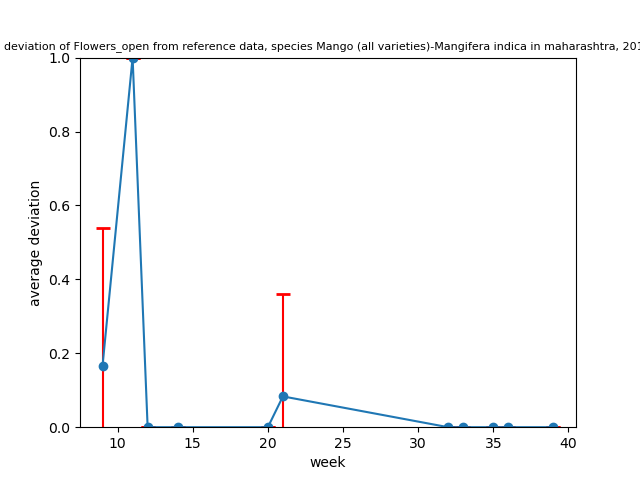 deviation of Flowers_open from reference data, species Mango (all varieties)-Mangifera indica in maharashtra,
1.0
0.8
0.6
0.4
0.2
0.0
average deviation
10 15 20 25 30 35 40
week